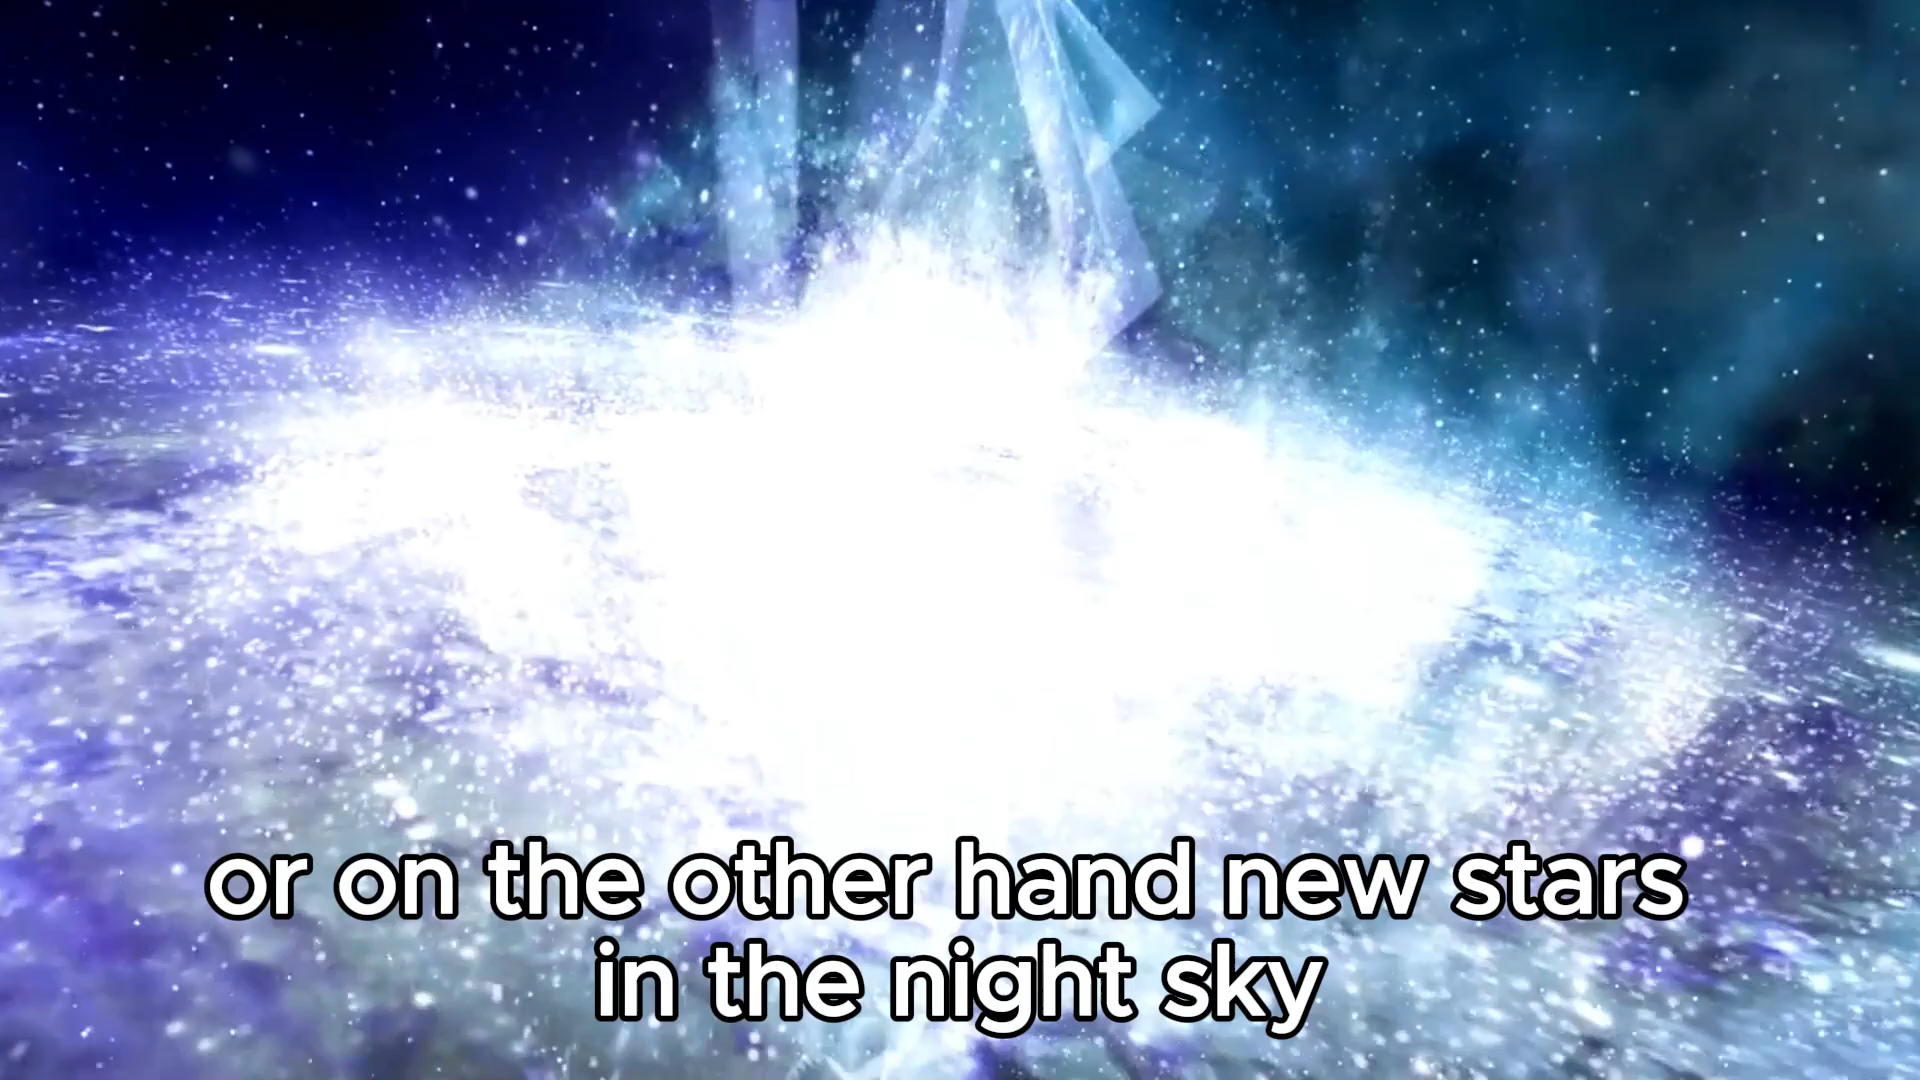 or on the other hand new stars
in the night sky